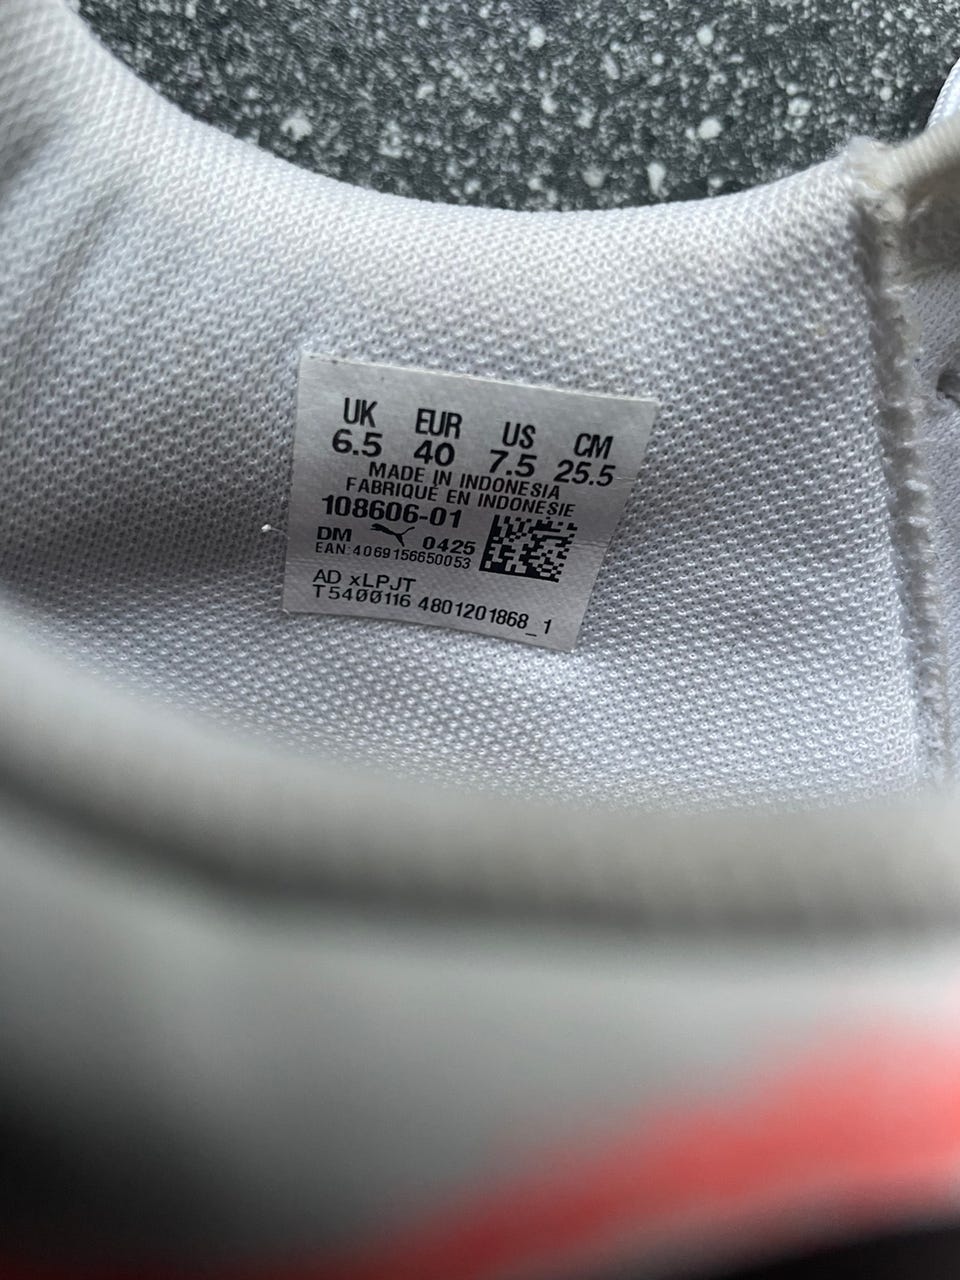 UK EUR US CM
6.5 40 7.5 25.5
MADE IN INDONESIA
FABRIQUÉ EN INDONESIE
108606-01
DM 0425
EAN:4069156650053
AD xLPJT
T5400116 4801201868_1